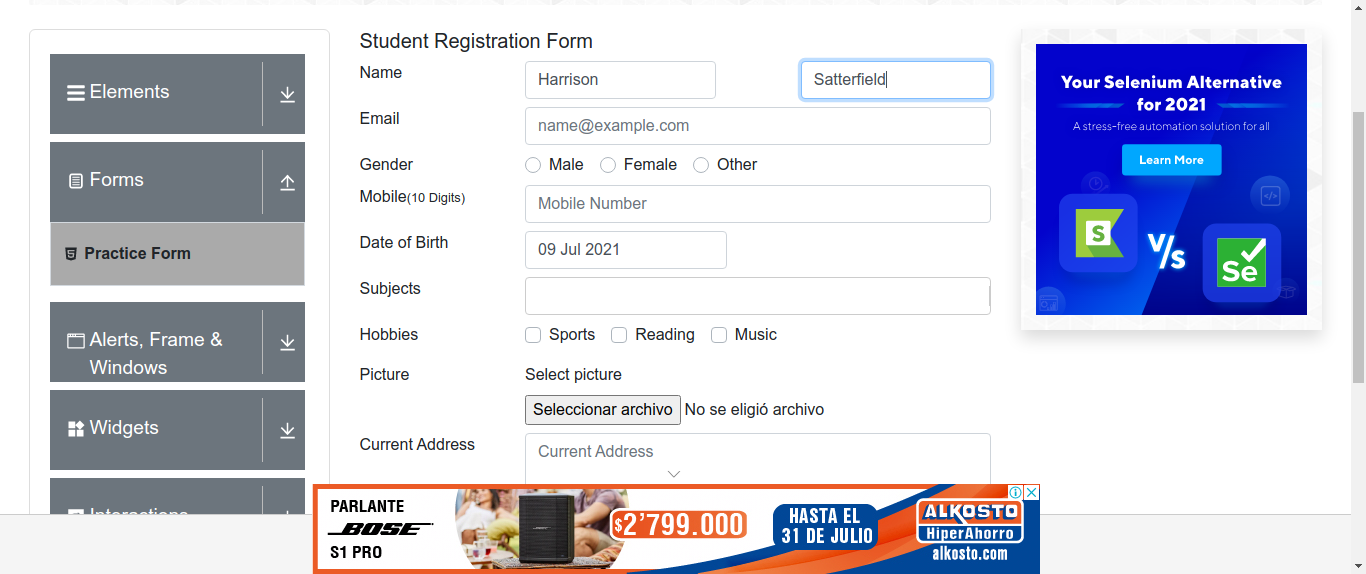 Elements
Forms
Practice Form
Alerts, Frame &
Windows
Widgets
Interactions
Student Registration Form
Name
Harrison
Satterfield
Email
name@example.com
Gender
Male
Female
Other
Mobile(10 Digits)
Mobile Number
Date of Birth
09 Jul 2021
Subjects
Hobbies
Sports
Reading
Music
Picture
Select picture
Seleccionar archivo No se eligió archivo
Current Address
Current Address
Your Selenium Alternative
for 2021
A stress-free automation solution for all
Learn More
S
V/s
Se
PARLANTE
BOSE
S1 PRO
$2'799.000
HASTA EL
31 DE JULIO
ALKOSTO
HiperAhorro
alkosto.com